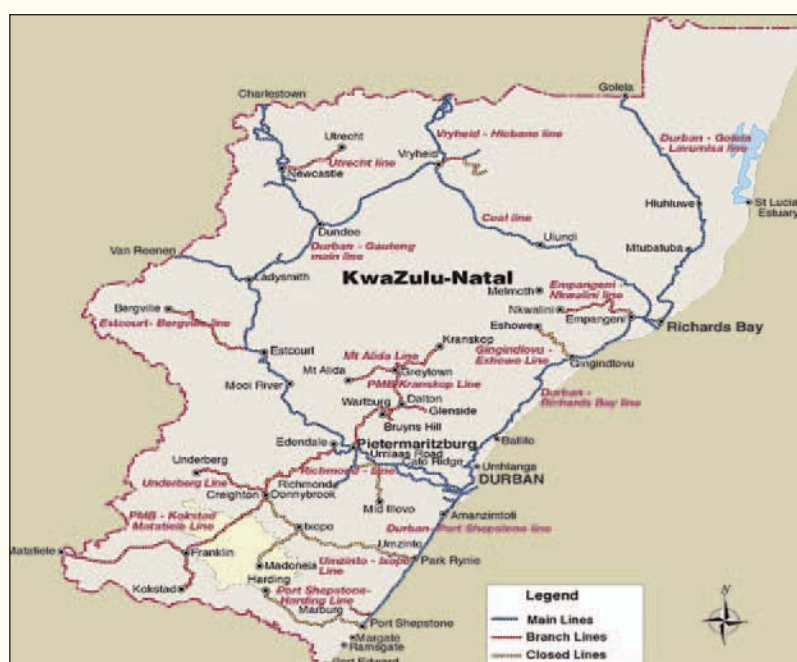 Golela
Charlestown
Utrecht
Vryheid - Hlobane line
Durban - Golela
- Lavumisa line
Vryheid
Utrecht line
Newcastle
Hluhluwe
St Lucia
Estuary
Coal line
Dundee
Ulundi
Van Reenen
Durban - Gauteng
main line
Mtubatuba
Ladysmith
KwaZulu-Natal
Melmoth
Empangeni -
Nkwalini line
Bergville
Nkwalini
Empangeni
Estcourt- Bergville line
Eshowe
Richards Bay
Kranskop
Mt Alida Line
Gingindlovu -
Eshowe Line
Estcourt
Greytown
Gingindlovu
Mt Alida
PMB Kranskop Line
Mooi River
Dalton
Durban -
Richards Bay line
Wartburg
Glenside
Bruyns Hill
Edendale
Pietermaritzburg
Ballito
Umlaas Road
Cato Ridge
Underberg
Richmond - line
Umhlanga
Underberg Line
Richmond
DURBAN
Creighton
Donnybrook
Mid Illovo
Amanzimtoti
PMB - Kokstad
Matatiele Line
Ixopo
Durban- Port Shepstone line
Matatiele
Franklin
Umzinto
Park Rynie
Madonela
Umzinto - Ixopo
Line
Harding
Kokstad
Port Shepstone-
Harding Line
Marburg
Port Shepstone
Margate
Ramsgate
Port Edward
N
Legend
Main Lines
Branch Lines
Closed Lines